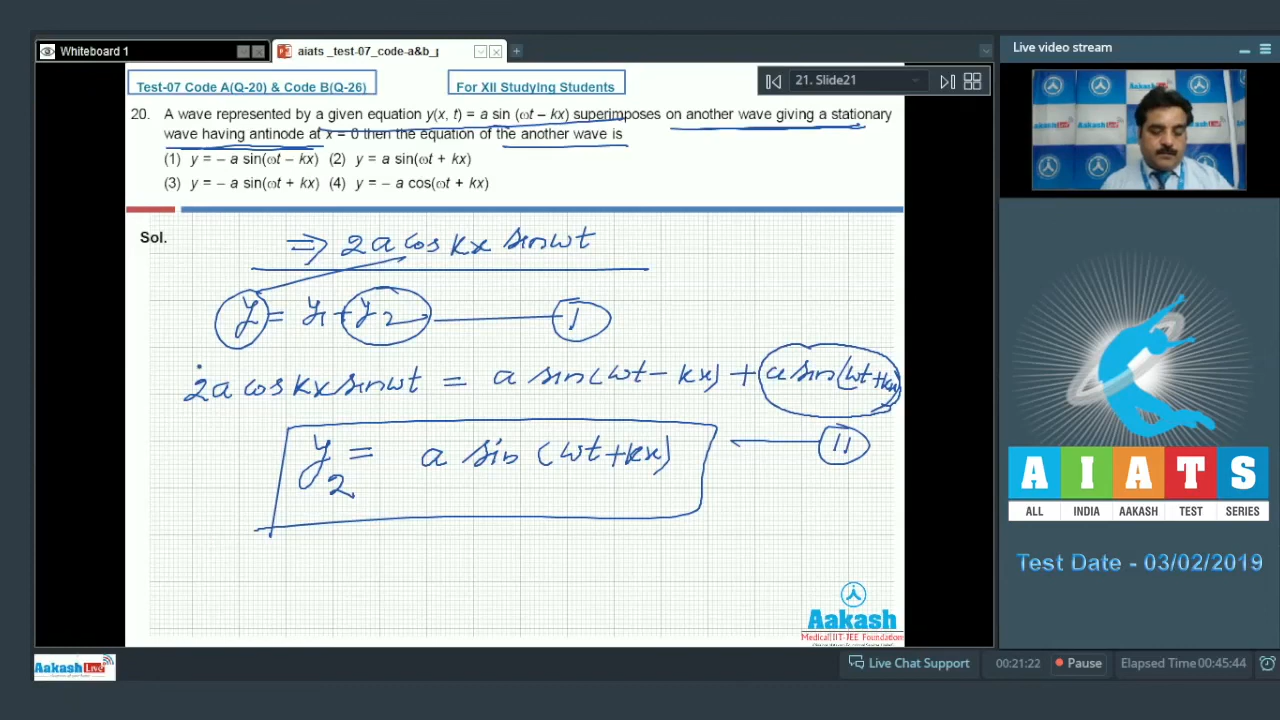 Whiteboard 1
aiats _test-07_code-a&b_p
Live video stream
Test-07 Code A(Q-20) & Code B(Q-26)
For XII Studying Students
21. Slide21
20. A wave represented by a given equation y(x, t) = a sin (ωt – kx) superimposes on another wave giving a stationary
wave having antinode at x = 0 then the equation of the another wave is
(1) y = – a sin(ωt – kx) (2) y = a sin(ωt + kx)
(3) y = – a sin(ωt + kx) (4) y = – a cos(ωt + kx)
Sol.
⇒ 2a cos kx sin ωt
y = y1 + y2 I
2a cos kx sin ωt = a sin(ωt – kx) + a sin(ωt + kx)
y2 = a sin (ωt + kx) II
AIATS
ALL INDIA AAKASH TEST SERIES
Test Date - 03/02/2019
Aakash
Medical|IIT-JEE|Foundations
Aakash Live
Live Chat Support
00:21:22
Pause
Elapsed Time 00:45:44